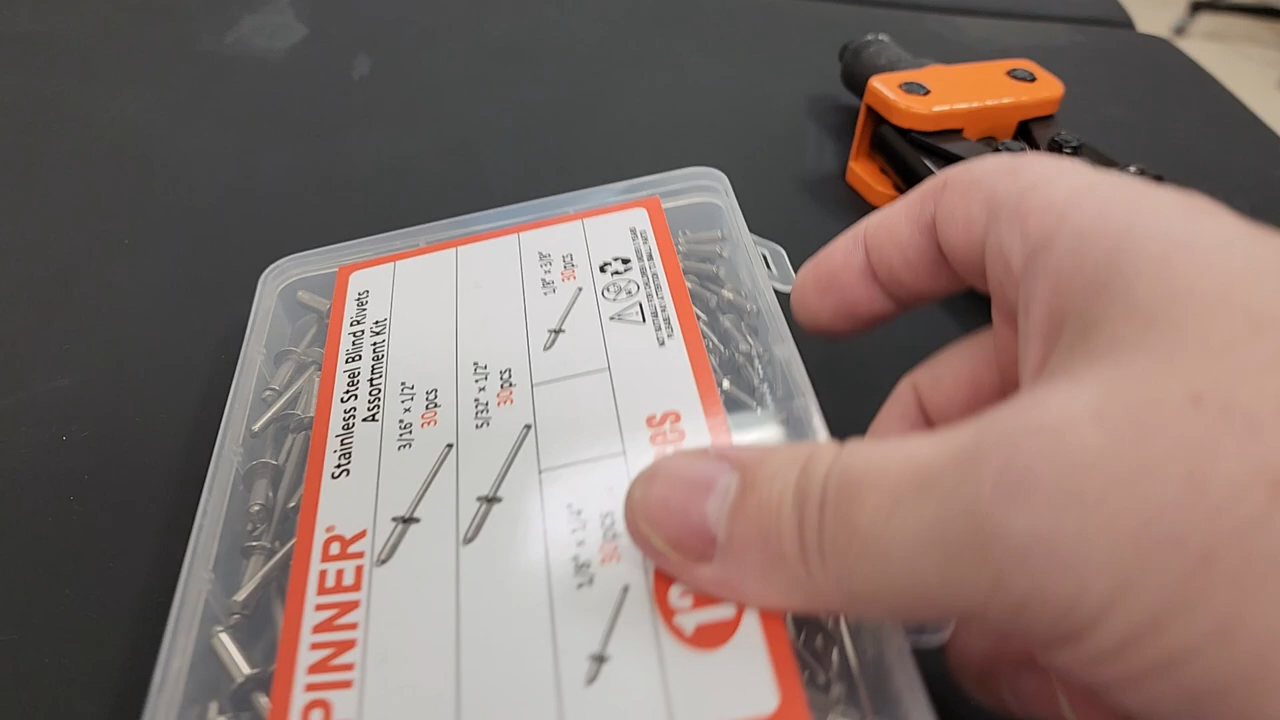 PINNER®
Stainless Steel Blind Rivets
Assortment Kit
3/16" x 1/2"
30pcs
5/32" x 1/2"
30pcs
1/8" x 3/8"
30pcs
1/8" x 1/4"
30pcs